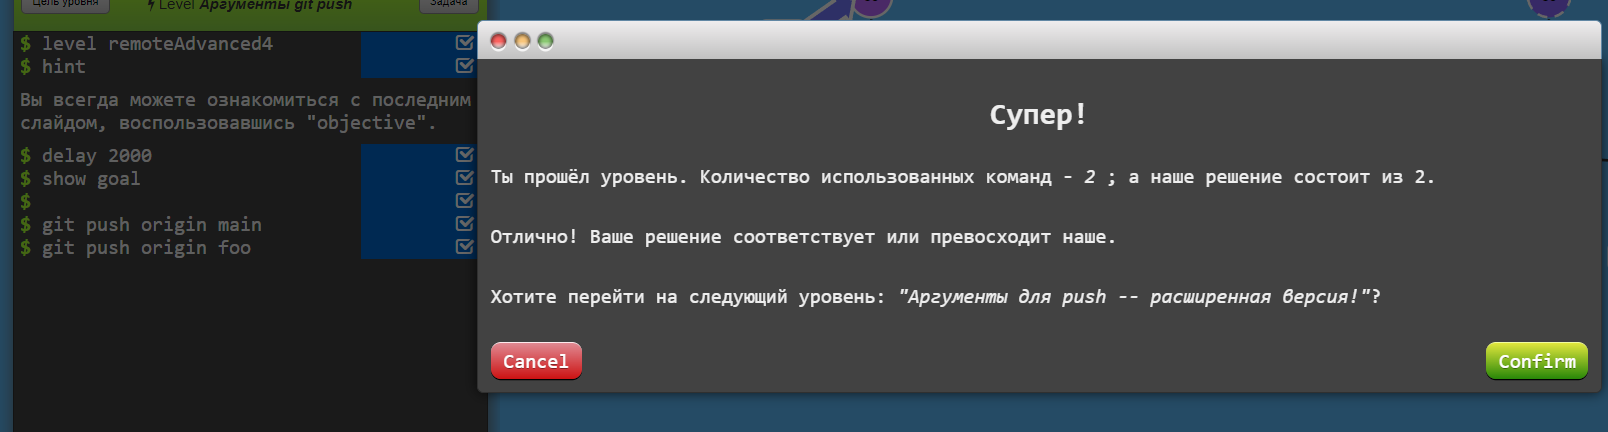 Цель уровня
Level Аргументы git push
Задача
$ level remoteAdvanced4
$ hint
Вы всегда можете ознакомиться с последним
слайдом, воспользовавшись "objective".
$ delay 2000
$ show goal
$
$ git push origin main
$ git push origin foo
Супер!
Ты прошёл уровень. Количество использованных команд - 2 ; а наше решение состоит из 2.
Отлично! Ваше решение соответствует или превосходит наше.
Хотите перейти на следующий уровень: "Аргументы для push -- расширенная версия!"?
Cancel
Confirm